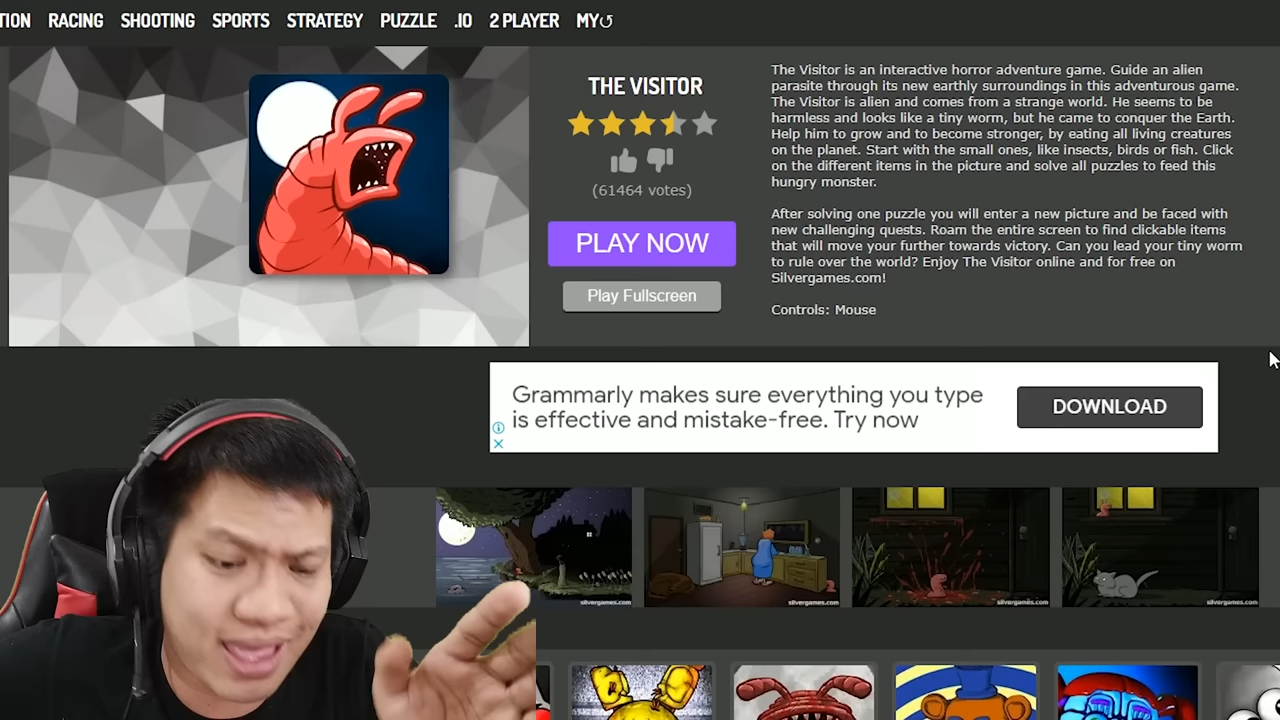 TION RACING SHOOTING SPORTS STRATEGY PUZZLE .IO 2 PLAYER MY↺
THE VISITOR
(61464 votes)
PLAY NOW
Play Fullscreen
The Visitor is an interactive horror adventure game. Guide an alien
parasite through its new earthly surroundings in this adventurous game.
The Visitor is alien and comes from a strange world. He seems to be
harmless and looks like a tiny worm, but he came to conquer the Earth.
Help him to grow and to become stronger, by eating all living creatures
on the planet. Start with the small ones, like insects, birds or fish. Click
on the different items in the picture and solve all puzzles to feed this
hungry monster.
After solving one puzzle you will enter a new picture and be faced with
new challenging quests. Roam the entire screen to find clickable items
that will move your further towards victory. Can you lead your tiny worm
to rule over the world? Enjoy The Visitor online and for free on
Silvergames.com!
Controls: Mouse
Grammarly makes sure everything you type
is effective and mistake-free. Try now
DOWNLOAD
silvergames.com
silvergames.com
silvergames.com
silvergames.com